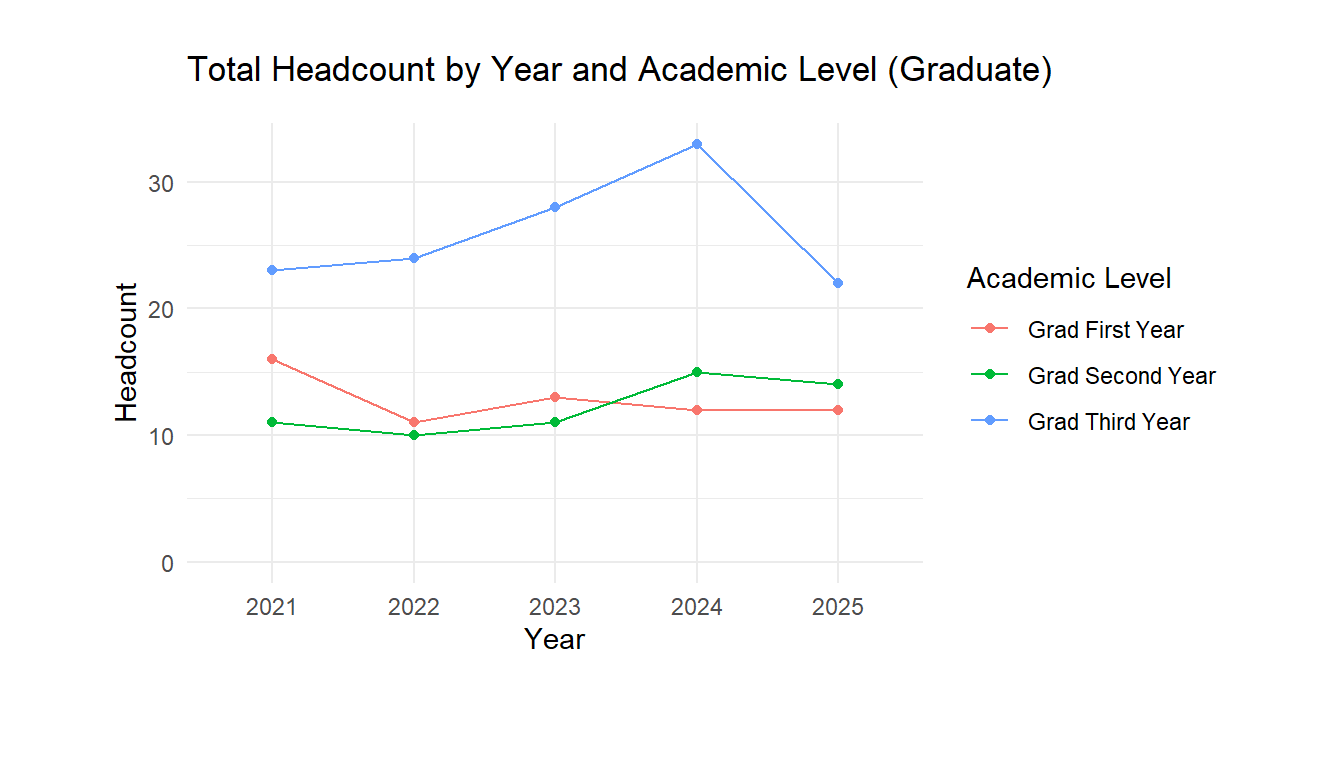 Total Headcount by Year and Academic Level (Graduate)
30
20
10
0
Headcount
2021 2022 2023 2024 2025
Year
Academic Level
Grad First Year
Grad Second Year
Grad Third Year